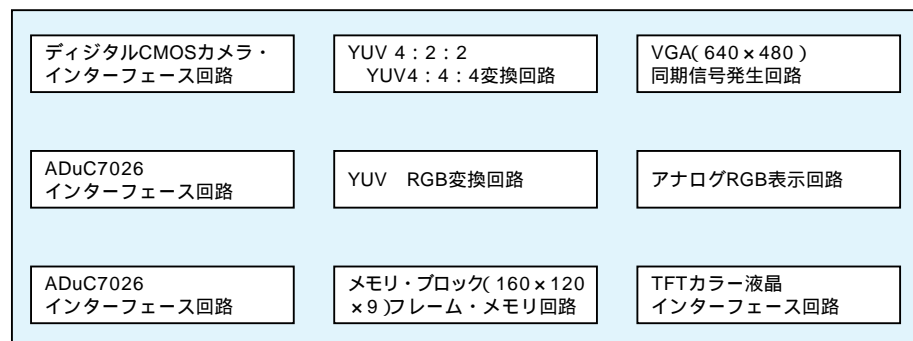 ディジタルCMOSカメラ・
インターフェース回路
YUV 4：2：2
YUV4：4：4変換回路
VGA(640×480)
同期信号発生回路
ADuC7026
インターフェース回路
YUV RGB変換回路
アナログRGB表示回路
ADuC7026
インターフェース回路
メモリ・ブロック(160×120
×9)フレーム・メモリ回路
TFTカラー液晶
インターフェース回路